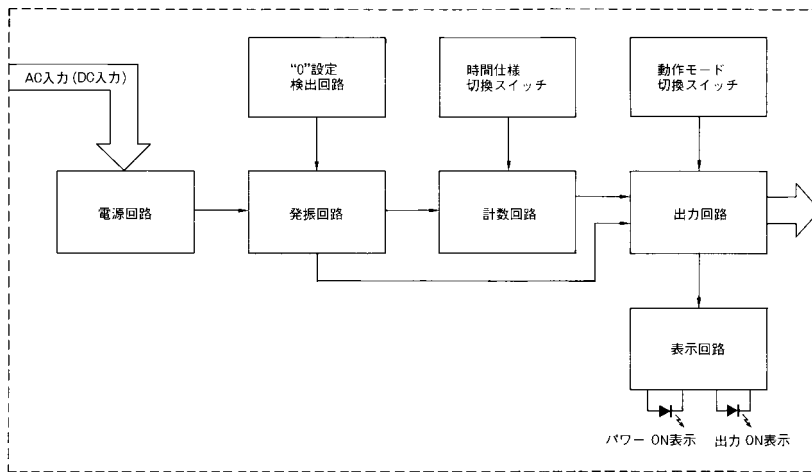 AC入力(DC入力)
“0”設定
検出回路
時間仕様
切換スイッチ
動作モード
切換スイッチ
電源回路
発振回路
計数回路
出力回路
表示回路
パワー ON表示
出力 ON表示